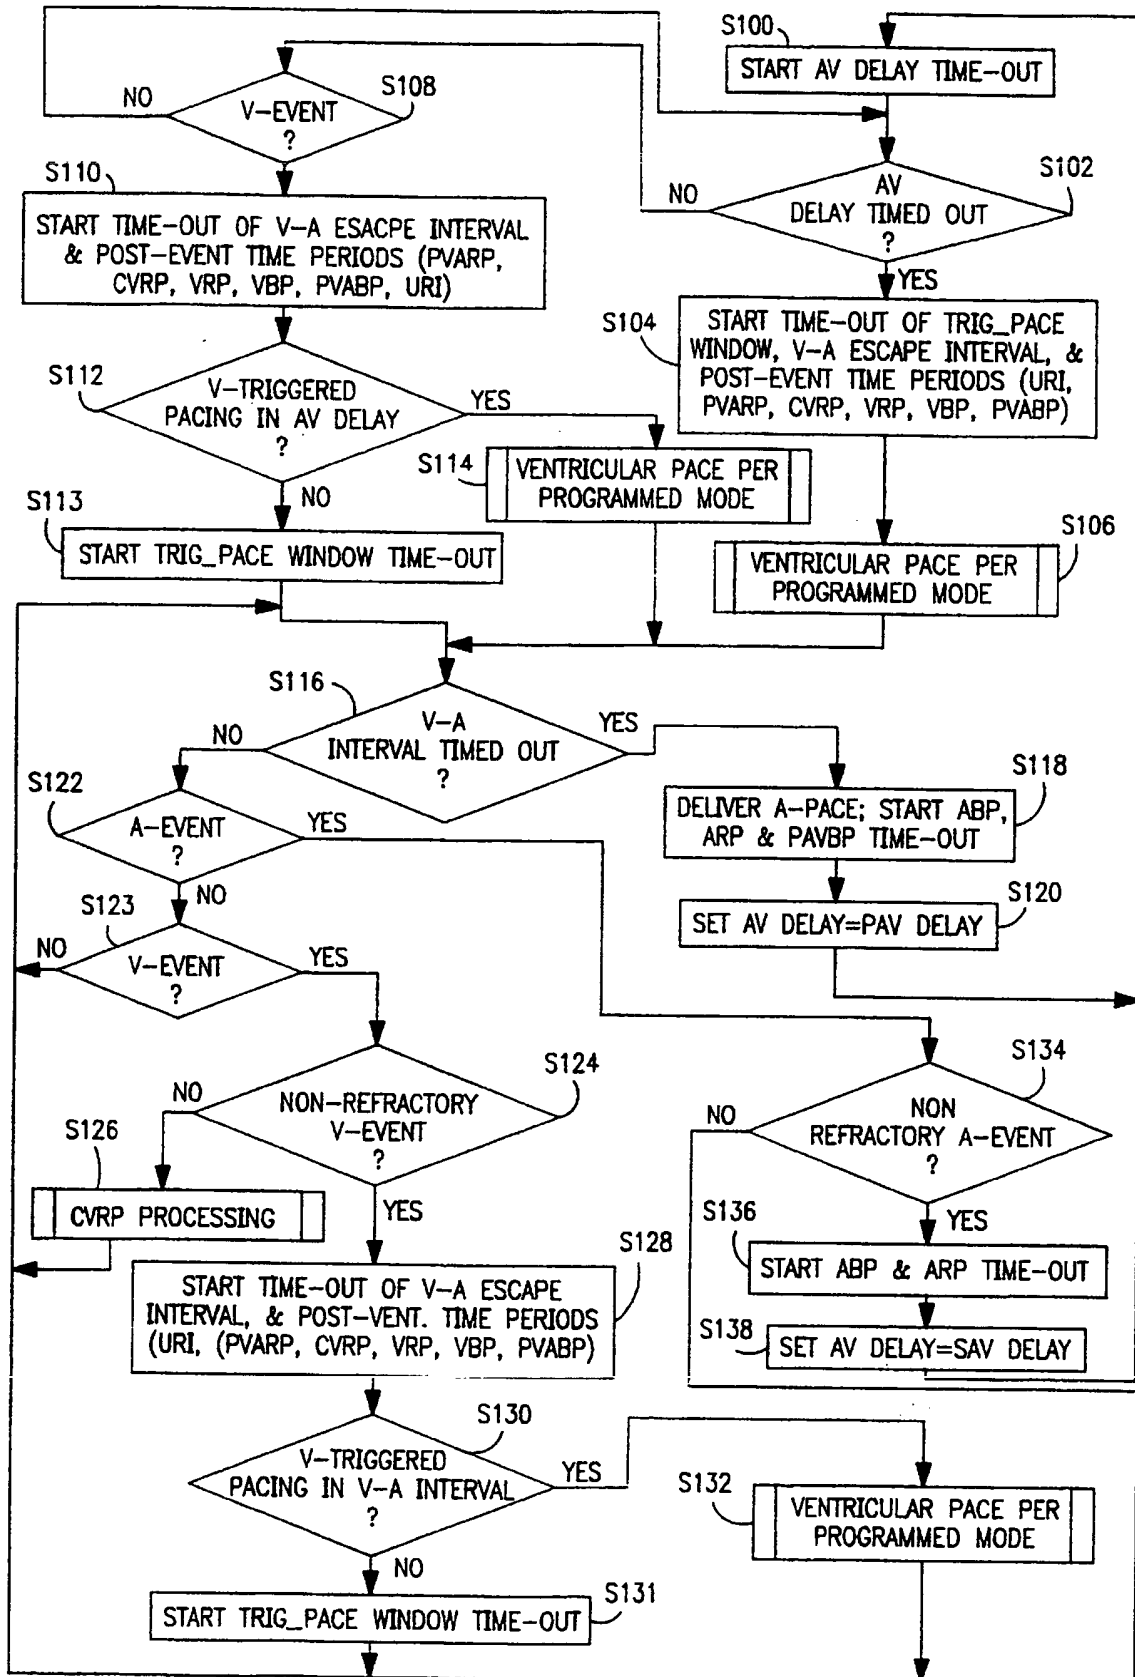 S100
START AV DELAY TIME-OUT
NO
V-EVENT
?
S108
S110
START TIME-OUT OF V-A ESACPE INTERVAL
& POST-EVENT TIME PERIODS (PVARP,
CVRP, VRP, VBP, PVABP, URI)
NO
AV
DELAY TIMED OUT
?
S102
YES
S104
START TIME-OUT OF TRIG_PACE
WINDOW, V-A ESCAPE INTERVAL, &
POST-EVENT TIME PERIODS (URI,
PVARP, CVRP, VRP, VBP, PVABP)
S112
V-TRIGGERED
PACING IN AV DELAY
?
YES
NO
S114
VENTRICULAR PACE PER
PROGRAMMED MODE
S113
START TRIG_PACE WINDOW TIME-OUT
S106
VENTRICULAR PACE PER
PROGRAMMED MODE
S116
V-A
INTERVAL TIMED OUT
?
NO
YES
S118
DELIVER A-PACE; START ABP,
ARP & PAVBP TIME-OUT
S120
SET AV DELAY=PAV DELAY
S122
A-EVENT
?
YES
NO
S123
NO
V-EVENT
?
YES
S124
NO
NON-REFRACTORY
V-EVENT
?
YES
S126
CVRP PROCESSING
S134
NO
NON
REFRACTORY A-EVENT
?
YES
S136
START ABP & ARP TIME-OUT
S138
SET AV DELAY=SAV DELAY
S128
START TIME-OUT OF V-A ESCAPE
INTERVAL, & POST-VENT. TIME PERIODS
(URI, (PVARP, CVRP, VRP, VBP, PVABP)
S130
V-TRIGGERED
PACING IN V-A INTERVAL
?
YES
NO
S132
VENTRICULAR PACE PER
PROGRAMMED MODE
START TRIG_PACE WINDOW TIME-OUT
S131